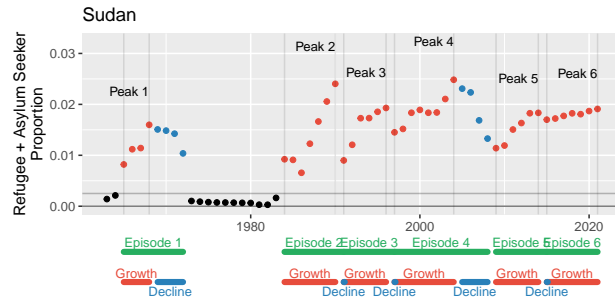 Sudan
Refugee + Asylum Seeker
Proportion
0.03
0.02
0.01
0.00
Peak 1
Peak 2
Peak 3
Peak 4
Peak 5
Peak 6
1980
2000
2020
Episode 1
Episode 2
Episode 3
Episode 4
Episode 5
Episode 6
Growth
Growth
Growth
Growth
Growth
Growth
Decline
Decline
Decline
Decline
Decline